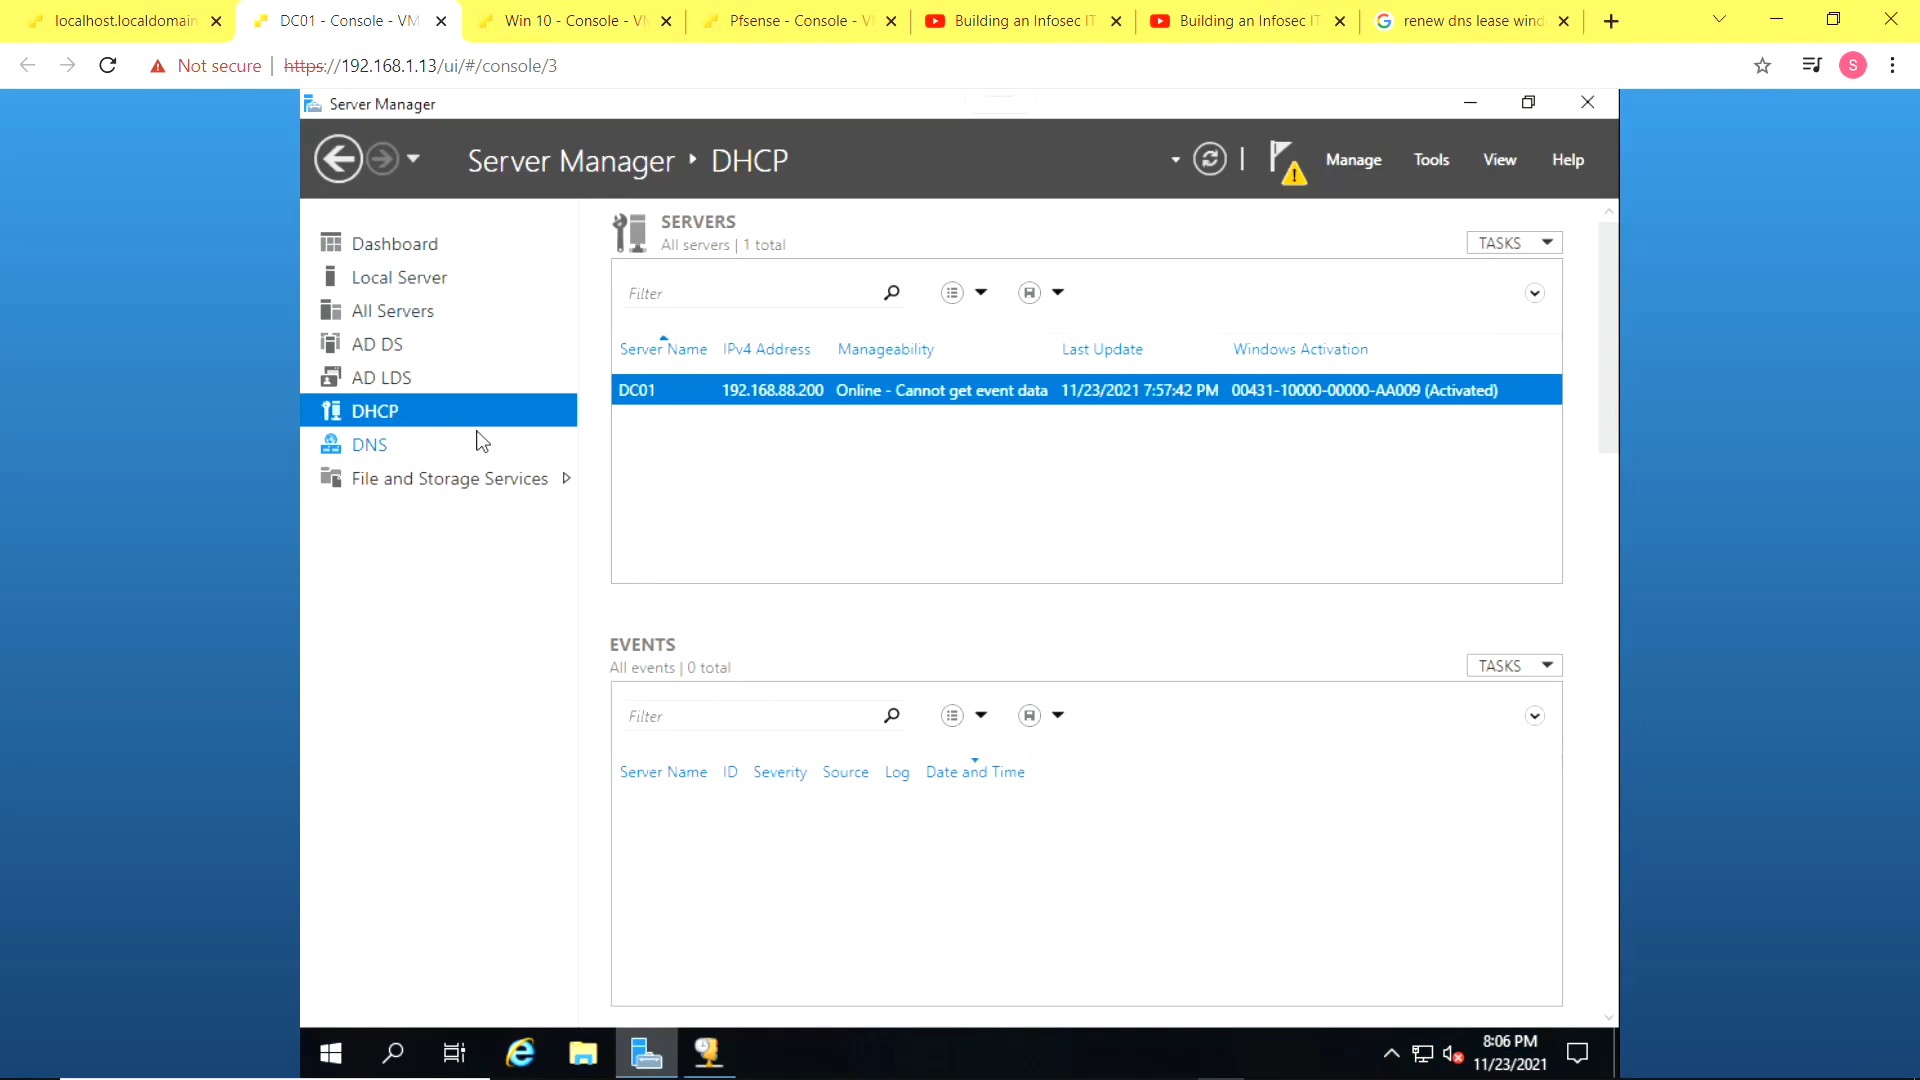 localhost.localdomain
DC01 - Console - VM
Win 10 - Console - VM
Pfsense - Console - V
Building an Infosec IT
Building an Infosec IT
renew dns lease wind
Not secure
https://192.168.1.13/ui/#/console/3
S
Server Manager
Server Manager ‣ DHCP
Manage
Tools
View
Help
Dashboard
Local Server
All Servers
AD DS
AD LDS
DHCP
DNS
File and Storage Services
SERVERS
All servers | 1 total
TASKS
Filter
Server Name IPv4 Address Manageability Last Update Windows Activation
DC01 192.168.88.200 Online - Cannot get event data 11/23/2021 7:57:42 PM 00431-10000-00000-AA009 (Activated)
EVENTS
All events | 0 total
TASKS
Filter
Server Name ID Severity Source Log Date and Time
8:06 PM
11/23/2021